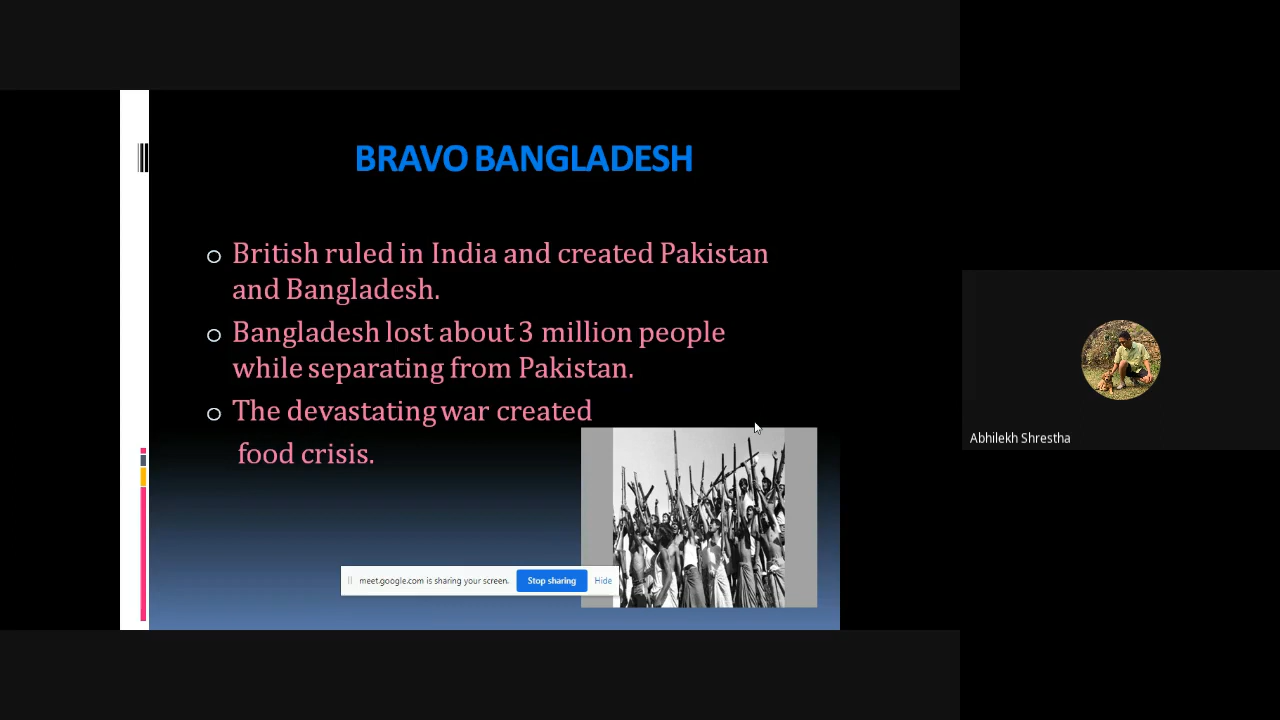 BRAVO BANGLADESH
British ruled in India and created Pakistan
and Bangladesh.
Bangladesh lost about 3 million people
while separating from Pakistan.
The devastating war created
food crisis.
meet.google.com is sharing your screen. Stop sharing Hide
Abhilekh Shrestha